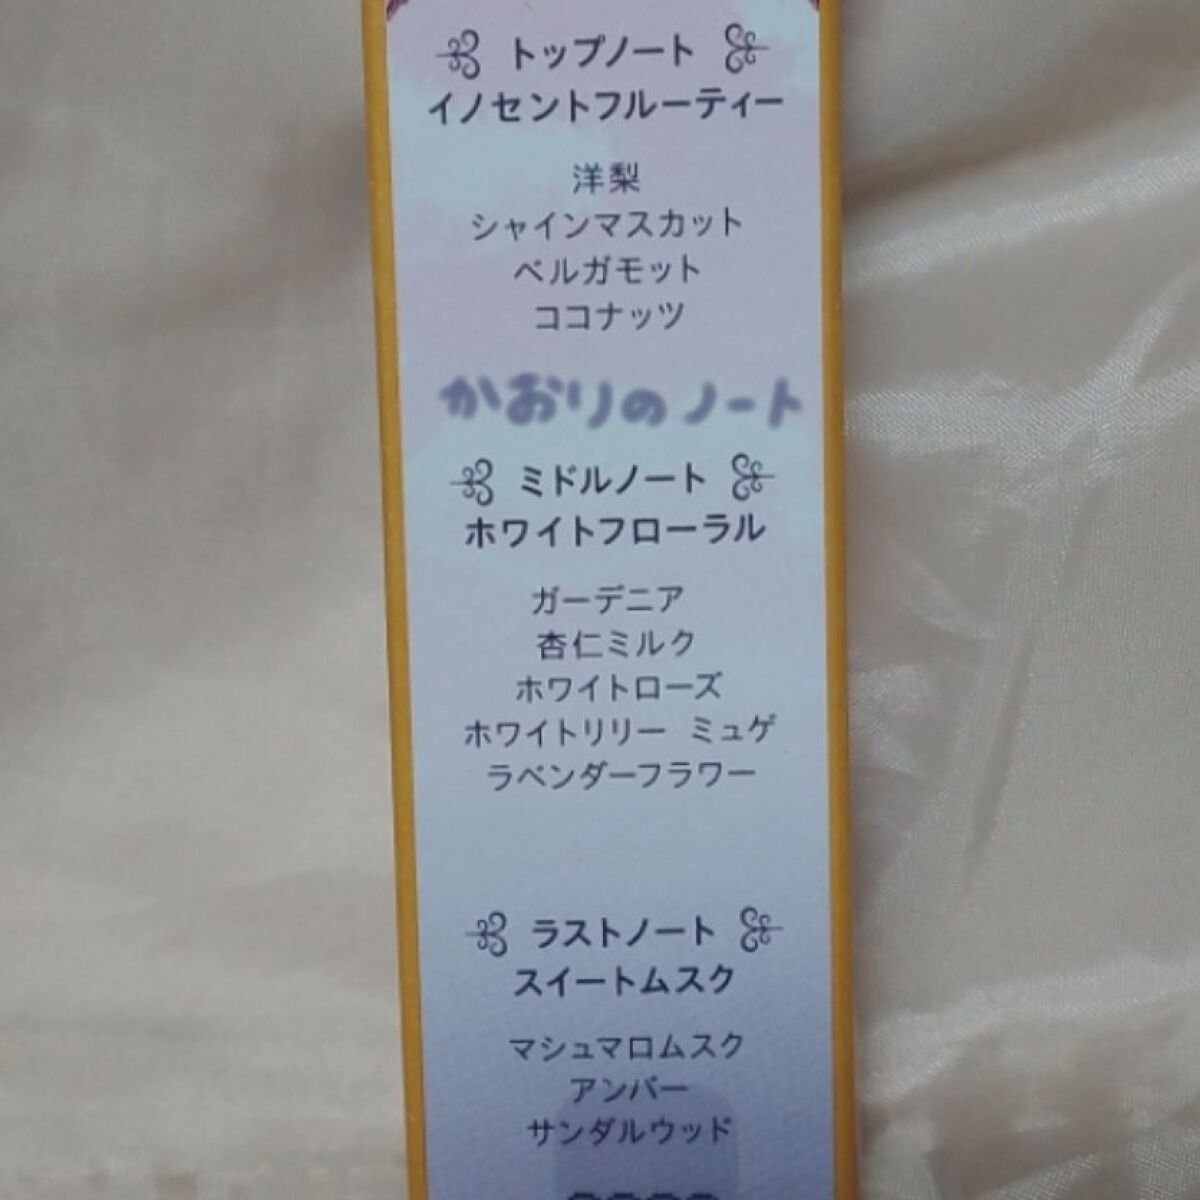 トップノート
イノセントフルーティー
洋梨
シャインマスカット
ベルガモット
ココナッツ
かおりのノート
ミドルノート
ホワイトフローラル
ガーデニア
杏仁ミルク
ホワイトローズ
ホワイトリリー ミュゲ
ラベンダーフラワー
ラストノート
スイートムスク
マシュマロムスク
アンバー
サンダルウッド